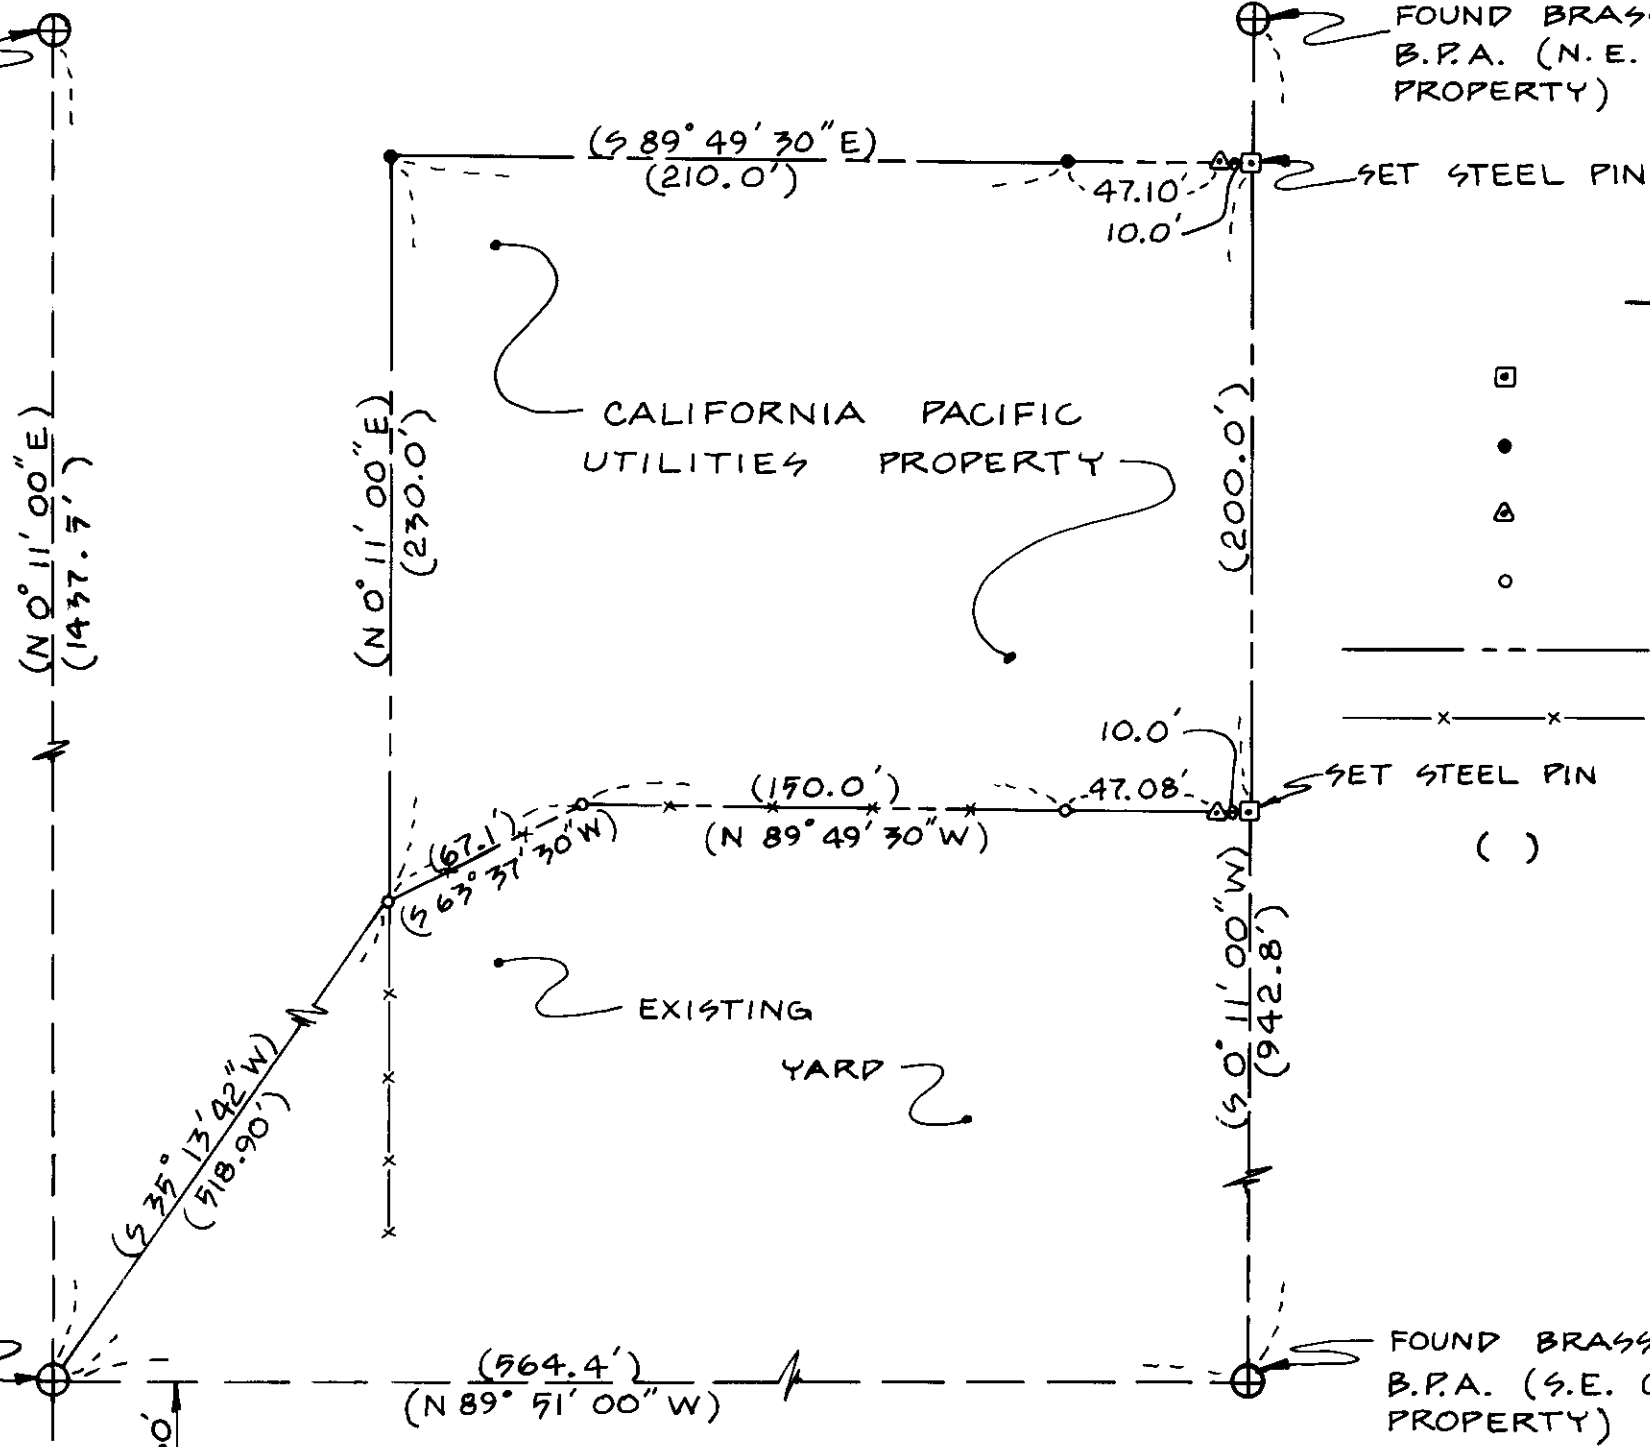 FOUND BRASS
B.P.A. (N.E.
PROPERTY)
(S 89° 49' 30" E)
(210.0')
47.10'
10.0'
SET STEEL PIN
CALIFORNIA PACIFIC
UTILITIES PROPERTY
(N 0° 11' 00" E)
(1437.5')
(N 0° 11' 00" E)
(230.0')
(200.0')
10.0'
(150.0')
47.08'
(N 89° 49' 30" W)
SET STEEL PIN
( )
(67.1')
(S 63° 37' 30" W)
EXISTING
YARD
(S 0° 11' 00" W)
(942.8')
(S 35° 13' 42" W)
(518.90')
(564.4')
(N 89° 51' 00" W)
FOUND BRASS
B.P.A. (S.E.
PROPERTY)